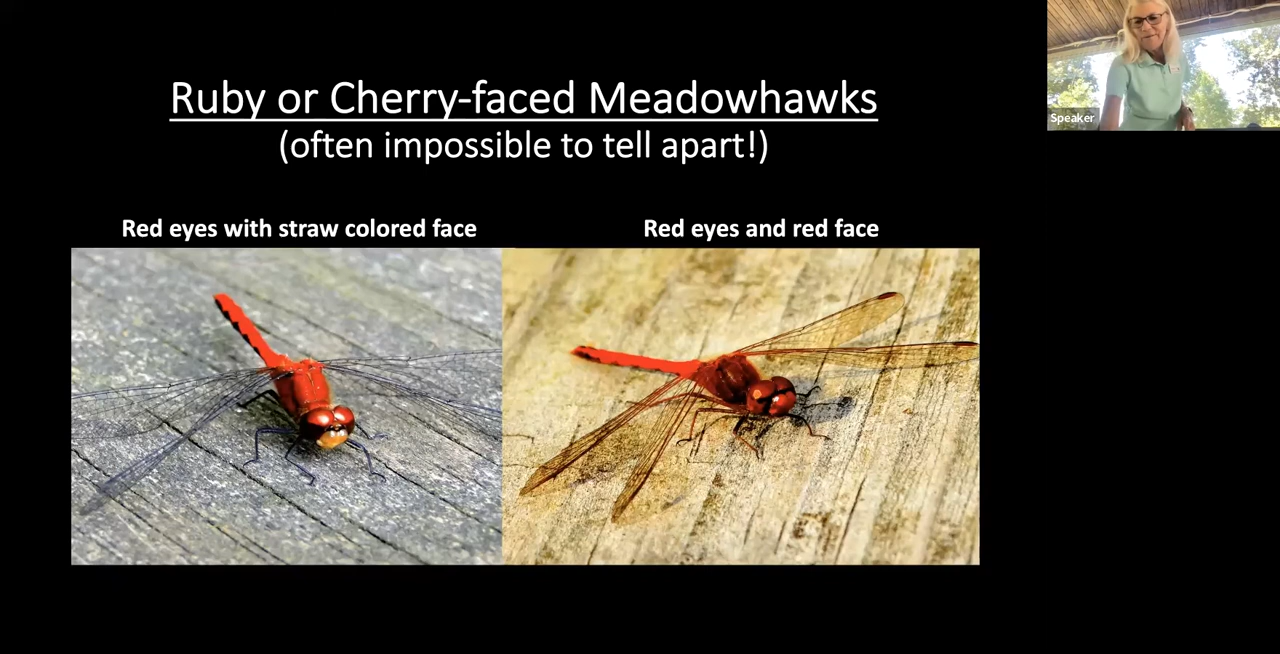 Ruby or Cherry-faced Meadowhawks
(often impossible to tell apart!)
Red eyes with straw colored face
Red eyes and red face
Speaker